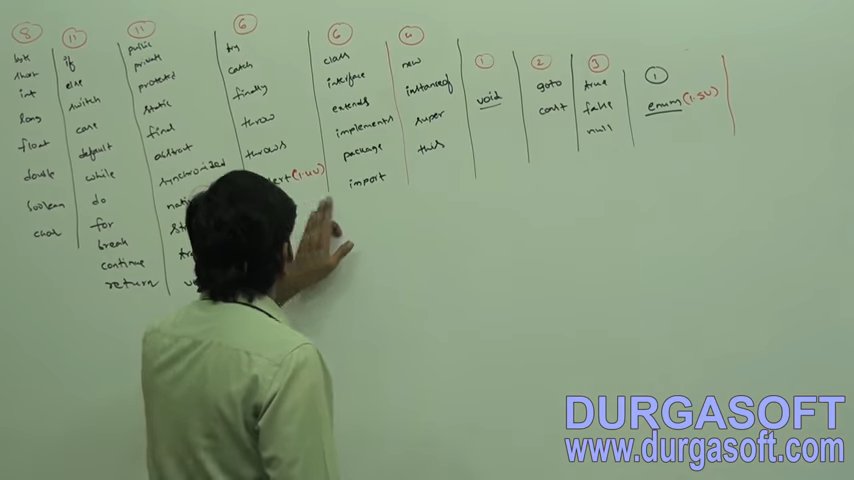 8
byte
short
int
long
float
double
boolean
char
11
if
else
switch
case
default
while
do
for
break
continue
return
11
public
private
protected
static
final
abstract
synchronized
6
try
catch
finally
throw
throws
(1.4V)
6
class
interface
extends
implements
package
import
4
new
instanceof
super
this
1
void
2
goto
const
3
true
false
null
1
enum (1.5V)
DURGASOFT
www.durgasoft.com